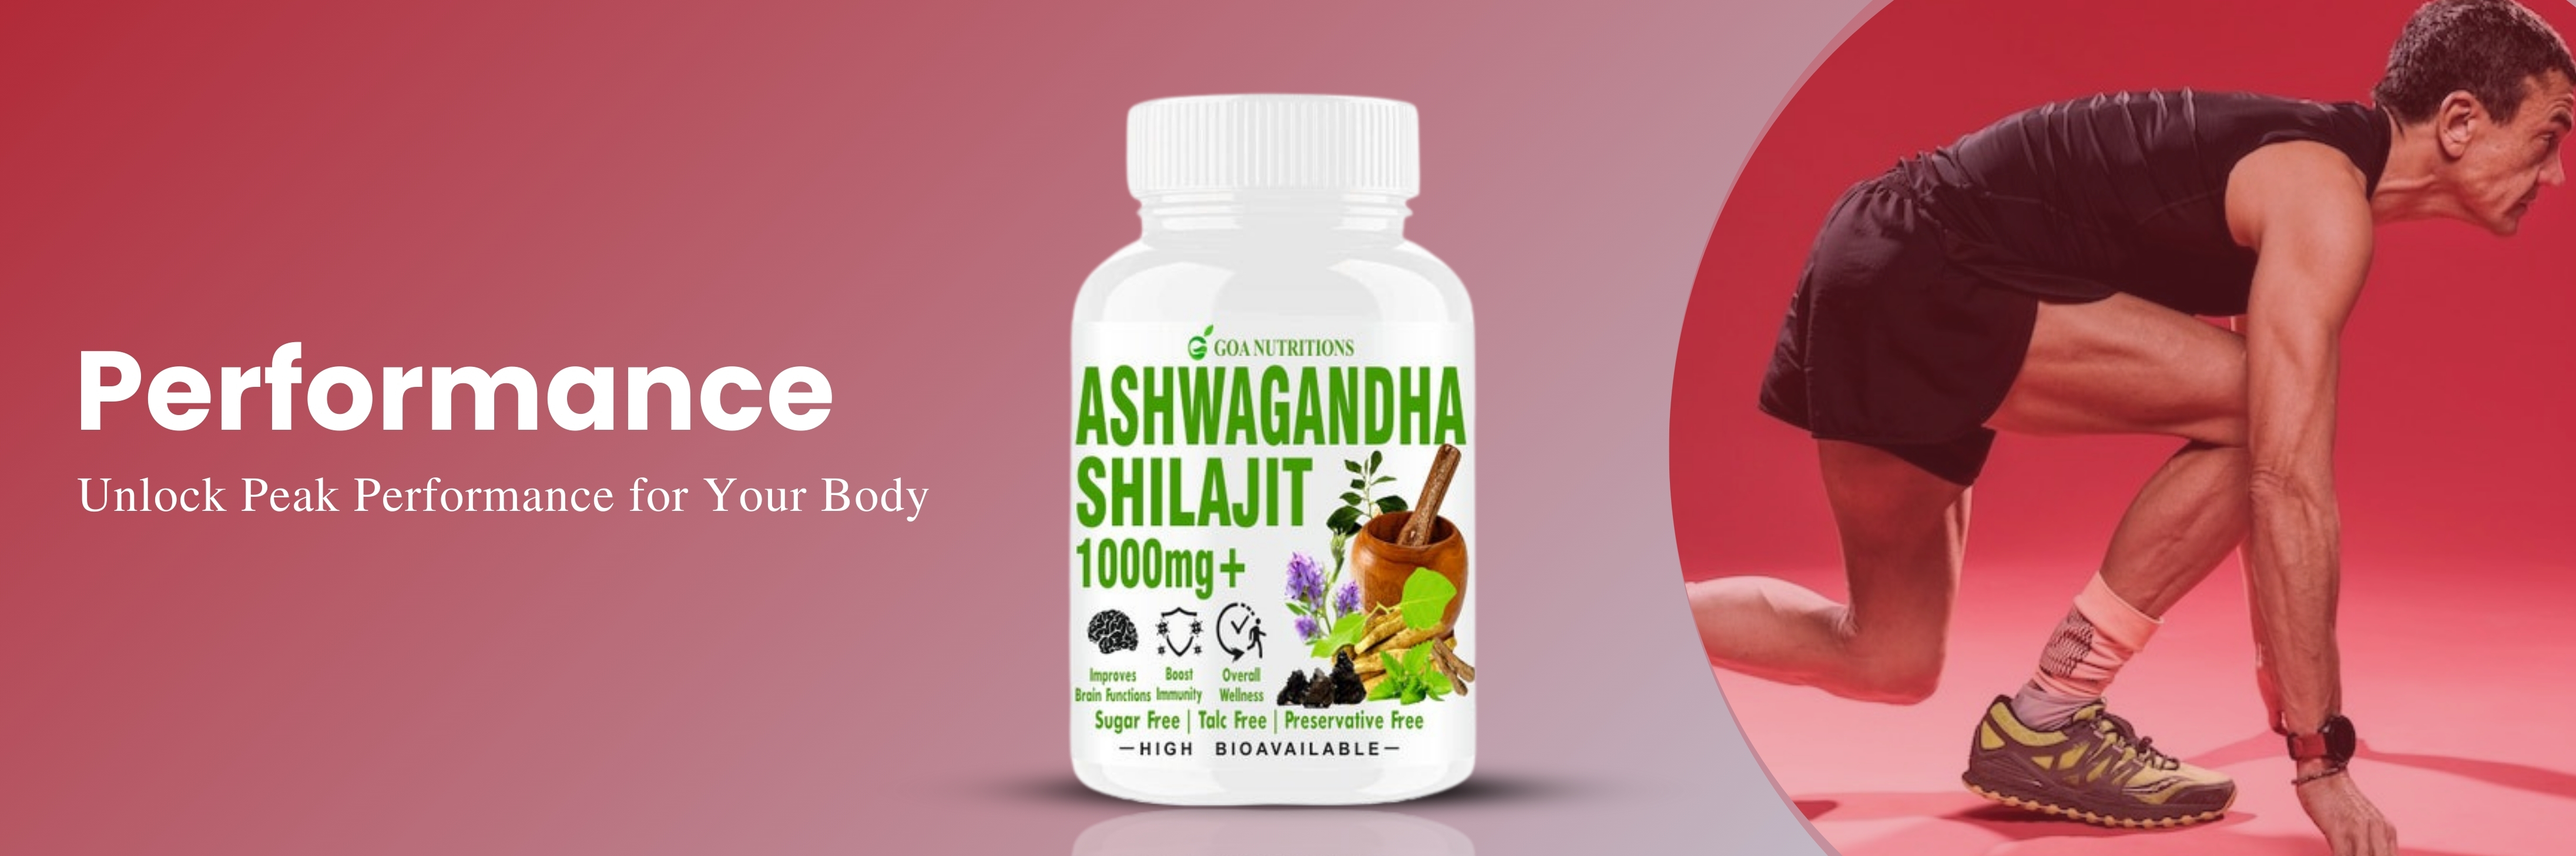 Performance
Unlock Peak Performance for Your Body
GOA NUTRITIONS
ASHWAGANDHA
SHILAJIT
1000mg+
Improves
Brain Functions
Boost
Immunity
Overall
Wellness
Sugar Free | Talc Free | Preservative Free
—HIGH BIOAVAILABLE—